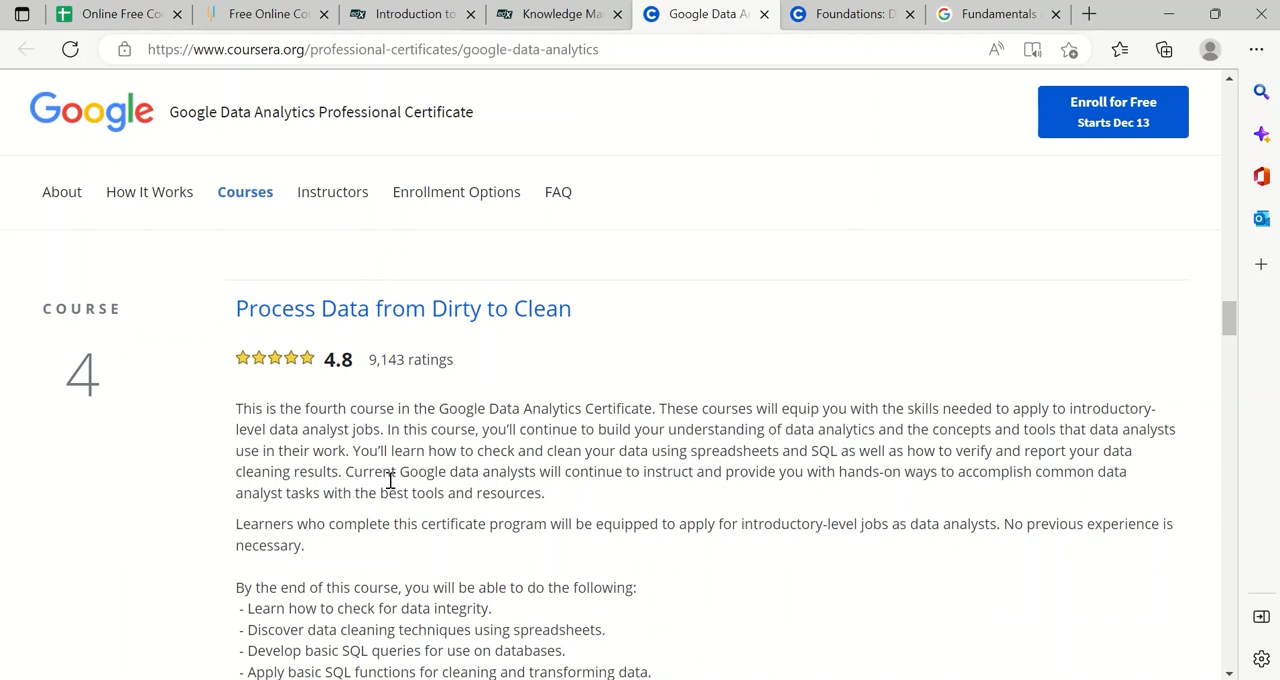 Online Free Co
Free Online Co
Introduction to
Knowledge Ma
Google Data A
Foundations: D
Fundamentals
https://www.coursera.org/professional-certificates/google-data-analytics
Google
Google Data Analytics Professional Certificate
Enroll for Free
Starts Dec 13
About
How It Works
Courses
Instructors
Enrollment Options
FAQ
COURSE
4
Process Data from Dirty to Clean
4.8
9,143 ratings
This is the fourth course in the Google Data Analytics Certificate. These courses will equip you with the skills needed to apply to introductory-
level data analyst jobs. In this course, you'll continue to build your understanding of data analytics and the concepts and tools that data analysts
use in their work. You'll learn how to check and clean your data using spreadsheets and SQL as well as how to verify and report your data
cleaning results. Current Google data analysts will continue to instruct and provide you with hands-on ways to accomplish common data
analyst tasks with the best tools and resources.
Learners who complete this certificate program will be equipped to apply for introductory-level jobs as data analysts. No previous experience is
necessary.
By the end of this course, you will be able to do the following:
- Learn how to check for data integrity.
- Discover data cleaning techniques using spreadsheets.
- Develop basic SQL queries for use on databases.
- Apply basic SQL functions for cleaning and transforming data.